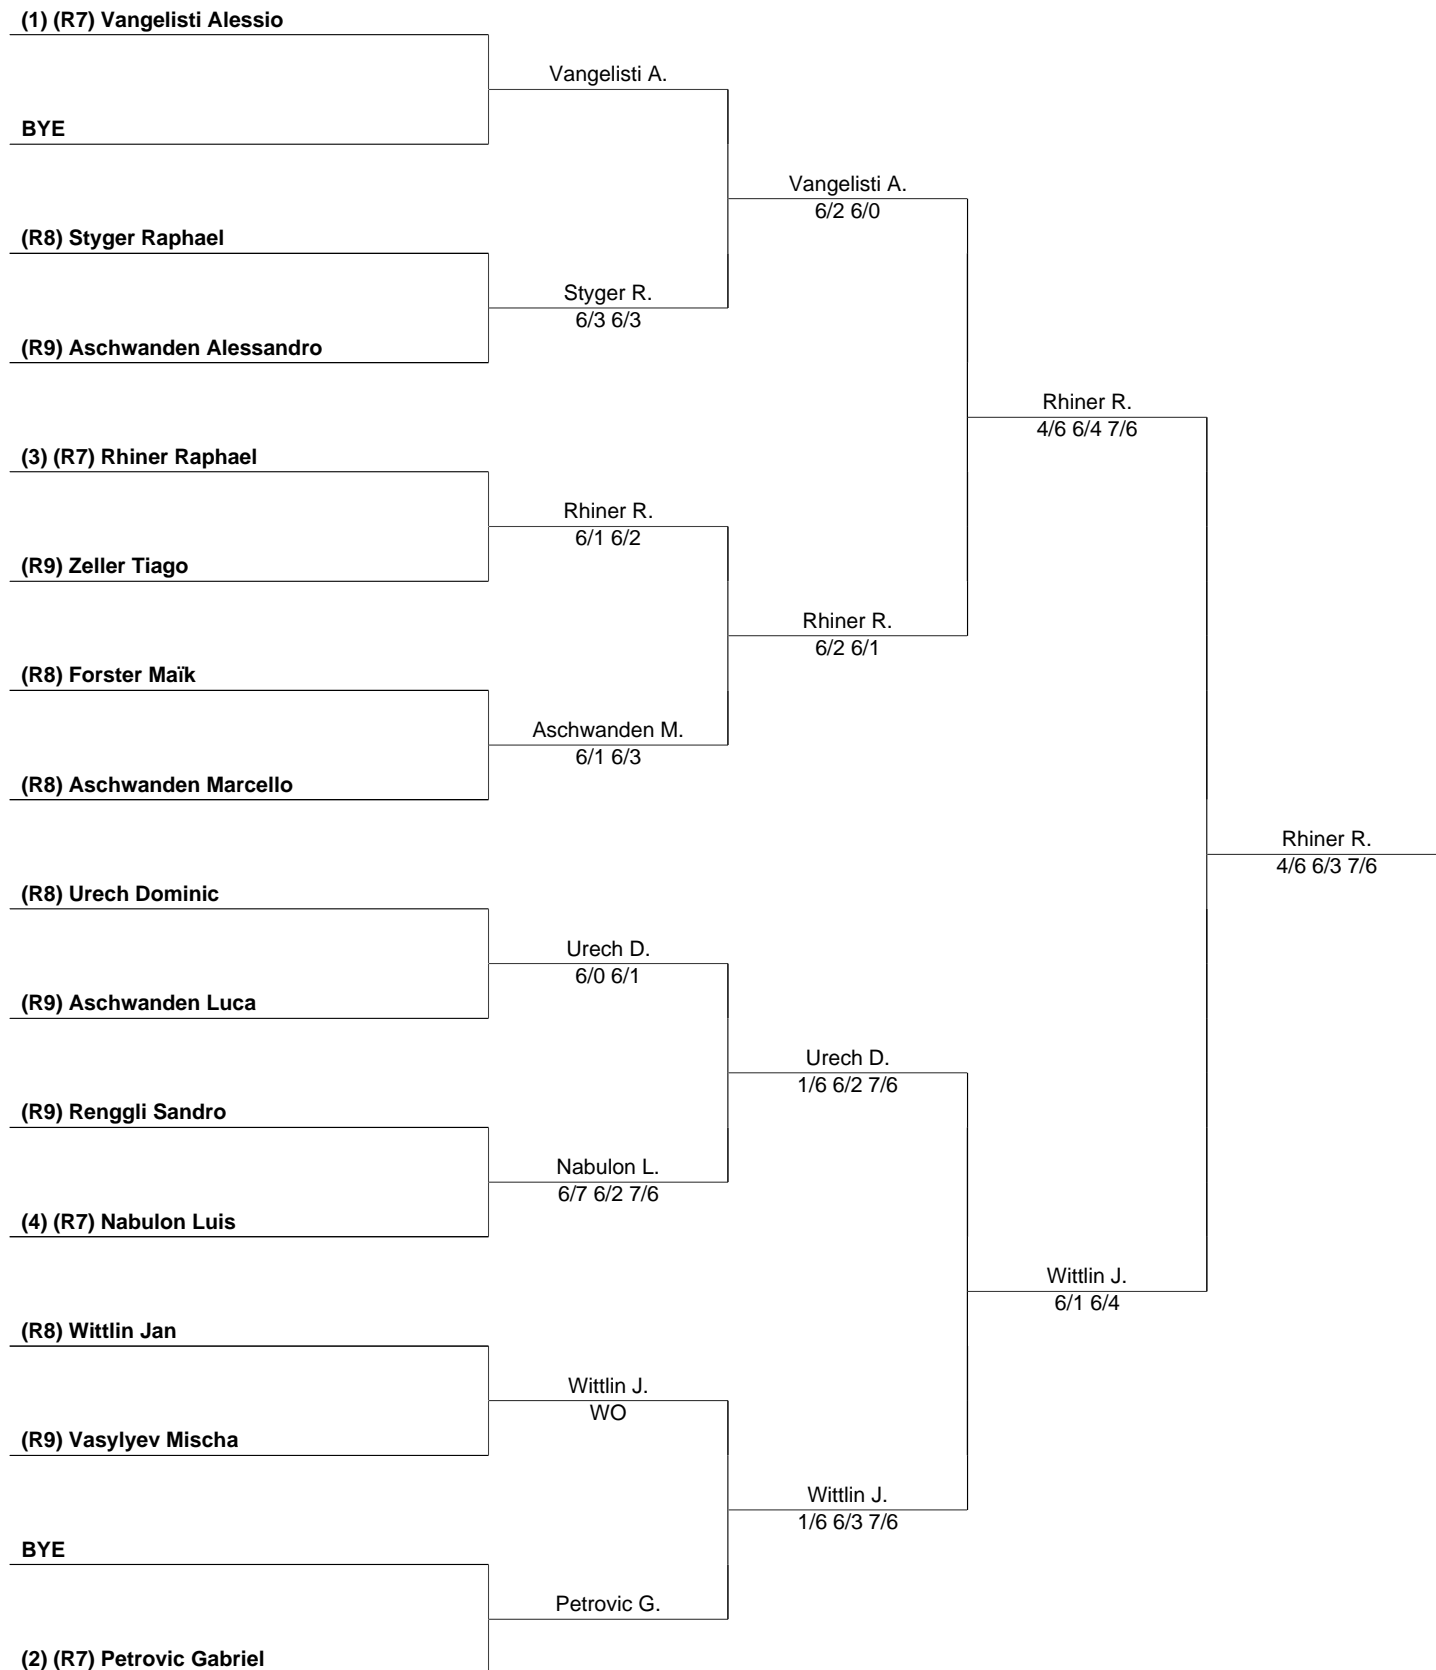 (1) (R7) Vangelisti Alessio
Vangelisti A.
BYE
Vangelisti A.
6/2 6/0
(R8) Styger Raphael
Styger R.
6/3 6/3
(R9) Aschwanden Alessandro
Rhiner R.
4/6 6/4 7/6
(3) (R7) Rhiner Raphael
Rhiner R.
6/1 6/2
(R9) Zeller Tiago
Rhiner R.
6/2 6/1
(R8) Forster Maïk
Aschwanden M.
6/1 6/3
(R8) Aschwanden Marcello
Rhiner R.
4/6 6/3 7/6
(R8) Urech Dominic
Urech D.
6/0 6/1
(R9) Aschwanden Luca
Urech D.
1/6 6/2 7/6
(R9) Renggli Sandro
Nabulon L.
6/7 6/2 7/6
(4) (R7) Nabulon Luis
Wittlin J.
6/1 6/4
(R8) Wittlin Jan
Wittlin J.
WO
(R9) Vasylyev Mischa
Wittlin J.
1/6 6/3 7/6
BYE
Petrovic G.
(2) (R7) Petrovic Gabriel